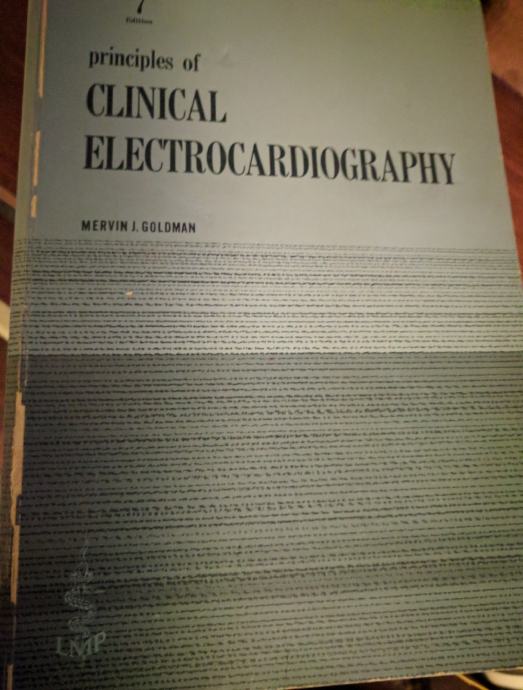 7
Edition
principles of
CLINICAL
ELECTROCARDIOGRAPHY
MERVIN J. GOLDMAN
LMP